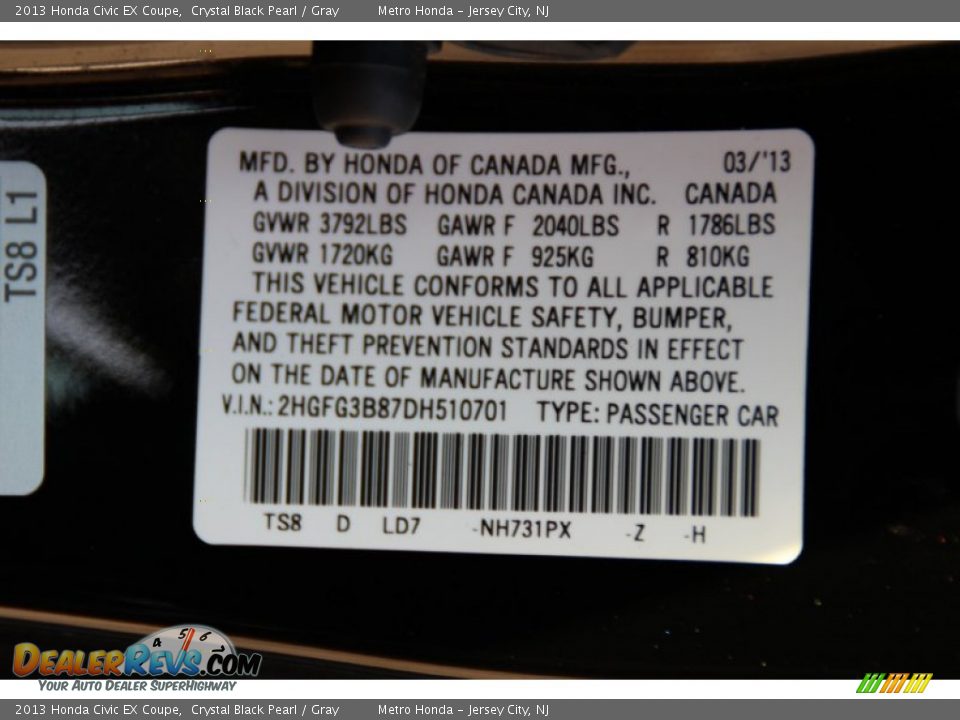 2013 Honda Civic EX Coupe, Crystal Black Pearl / Gray Metro Honda - Jersey City, NJ
TS8 L1
MFD. BY HONDA OF CANADA MFG., 03/'13
A DIVISION OF HONDA CANADA INC. CANADA
GVWR 3792LBS GAWR F 2040LBS R 1786LBS
GVWR 1720KG GAWR F 925KG R 810KG
THIS VEHICLE CONFORMS TO ALL APPLICABLE
FEDERAL MOTOR VEHICLE SAFETY, BUMPER,
AND THEFT PREVENTION STANDARDS IN EFFECT
ON THE DATE OF MANUFACTURE SHOWN ABOVE.
V.I.N.: 2HGFG3B87DH510701 TYPE: PASSENGER CAR
TS8 D LD7 -NH731PX -Z -H
4 5 6
DEALERREVS.COM
YOUR AUTO DEALER SUPERHIGHWAY
2013 Honda Civic EX Coupe, Crystal Black Pearl / Gray Metro Honda - Jersey City, NJ